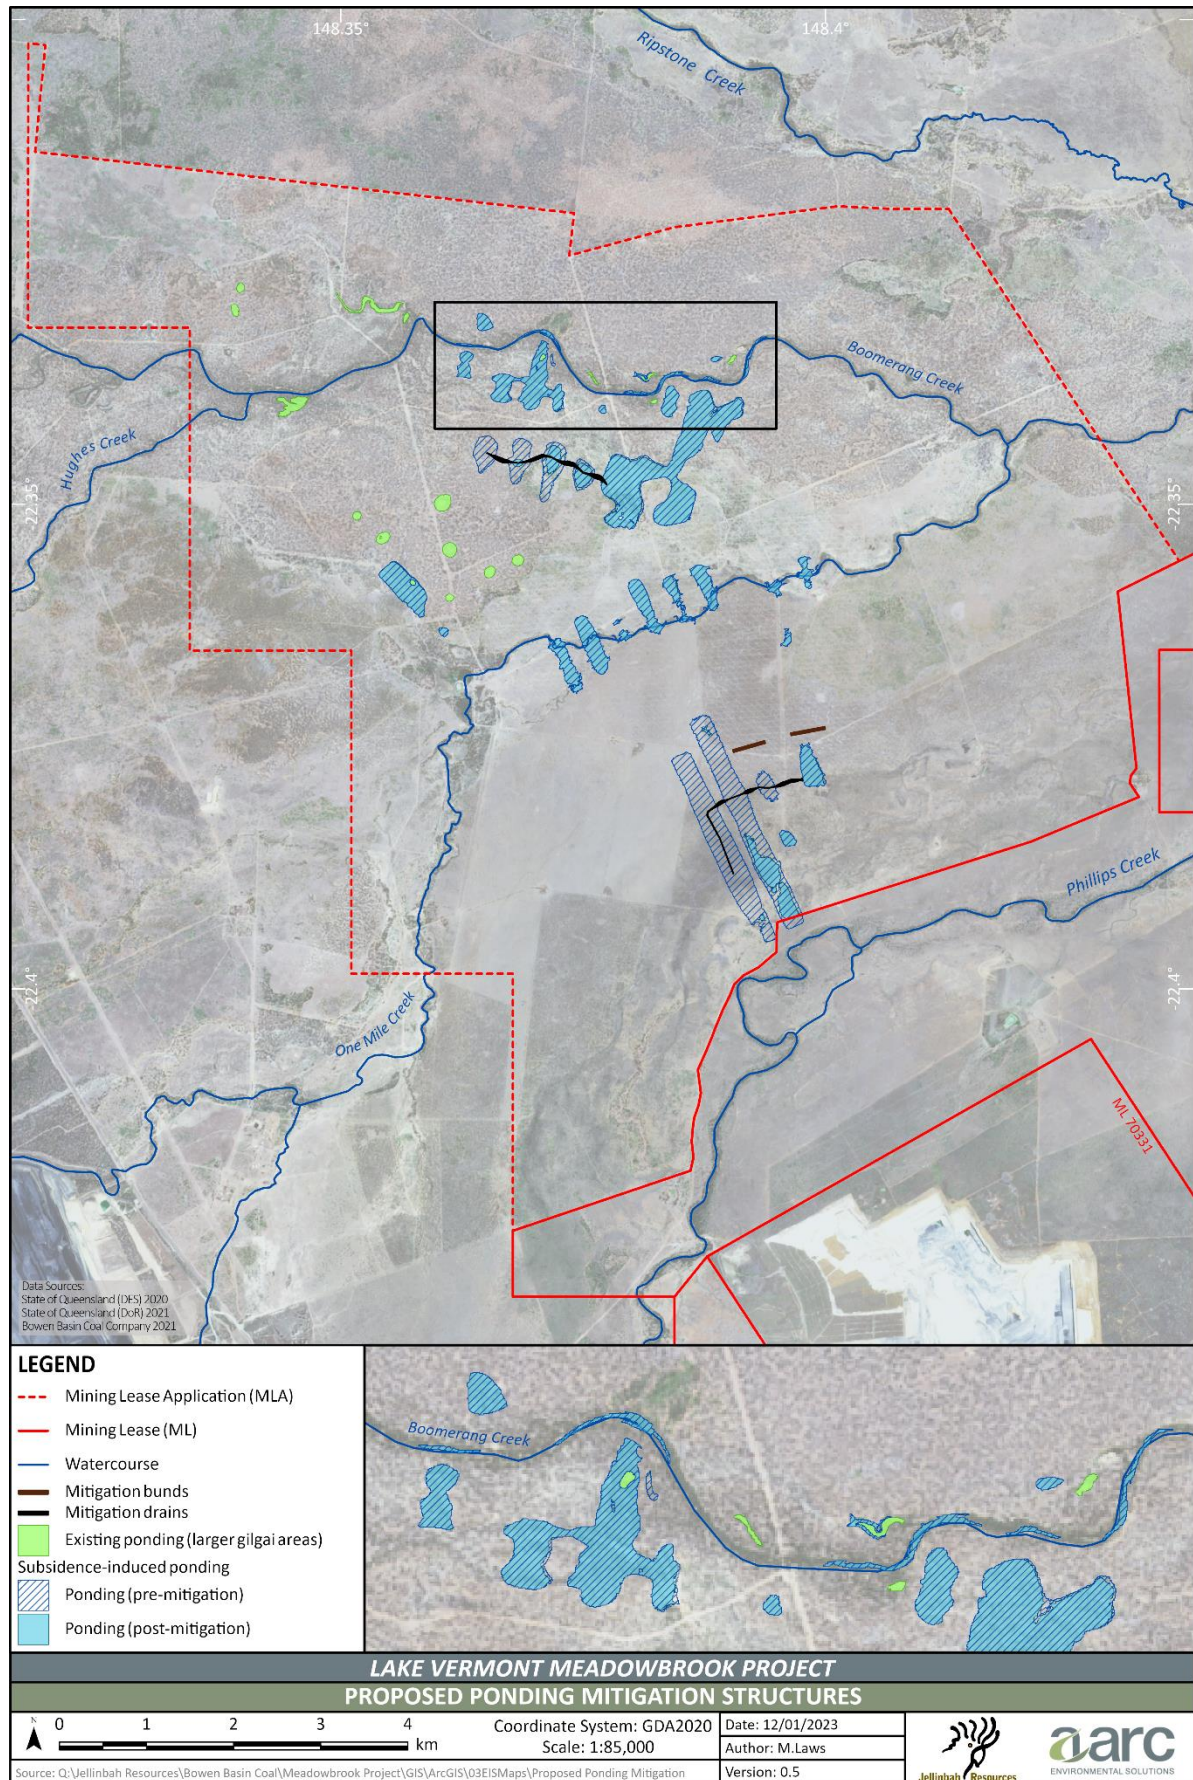 148.35°
148.4°
Ripstone Creek
Boomerang Creek
Hughes Creek
-22.35°
-22.35°
Phillips Creek
-22.4°
-22.4°
One Mile Creek
ML 70331
Data Sources:
State of Queensland (DES) 2020
State of Queensland (DoR) 2021
Bowen Basin Coal Company 2021
LEGEND
Mining Lease Application (MLA)
Mining Lease (ML)
Watercourse
Mitigation bunds
Mitigation drains
Existing ponding (larger gilgai areas)
Subsidence-induced ponding
Ponding (pre-mitigation)
Ponding (post-mitigation)
Boomerang Creek
LAKE VERMONT MEADOWBROOK PROJECT
PROPOSED PONDING MITIGATION STRUCTURES
N
0 1 2 3 4
km
Coordinate System: GDA2020
Scale: 1:85,000
Date: 12/01/2023
Author: M.Laws
Version: 0.5
Source: Q:\Jellinbah Resources\Bowen Basin Coal\Meadowbrook Project\GIS\ArcGIS\03EISMaps\Proposed Ponding Mitigation
Jellinbah Resources
aarc
ENVIRONMENTAL SOLUTIONS